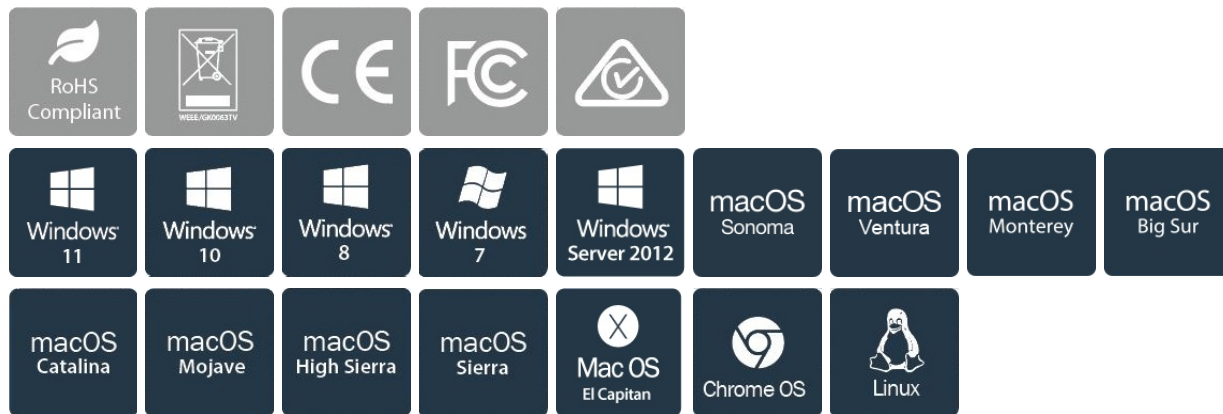 RoHS
Compliant
WEEE/GK0063TV
CE
FC
Windows
11
Windows
10
Windows
8
Windows
7
Windows
Server 2012
macOS
Sonoma
macOS
Ventura
macOS
Monterey
macOS
Big Sur
macOS
Catalina
macOS
Mojave
macOS
High Sierra
macOS
Sierra
X
Mac OS
El Capitan
Chrome OS
Linux